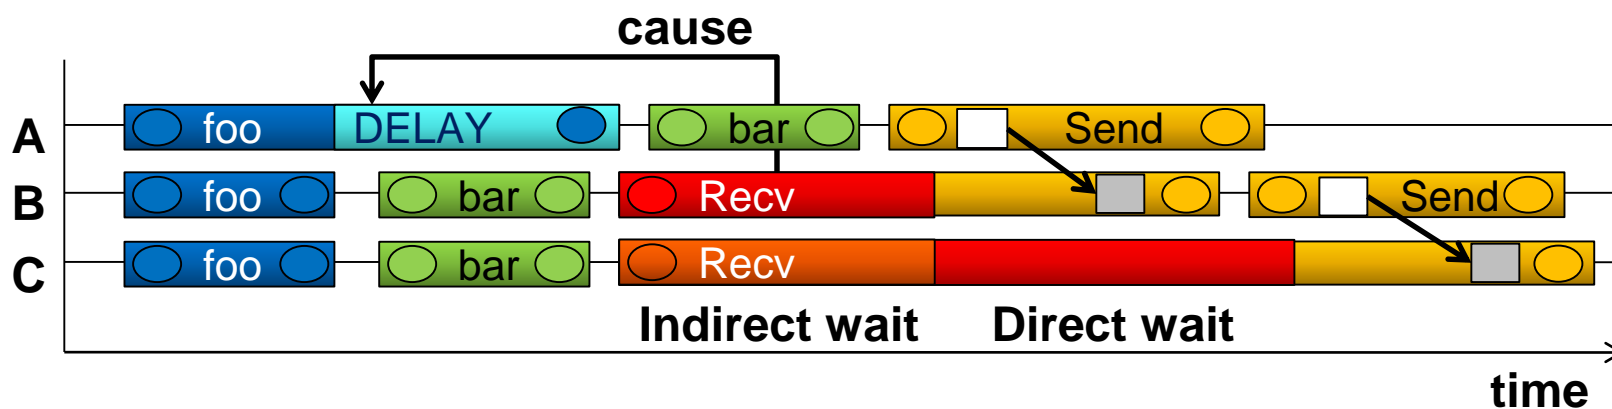 cause
A foo DELAY bar Send
B foo bar Recv Send
C foo bar Recv
Indirect wait Direct wait
time